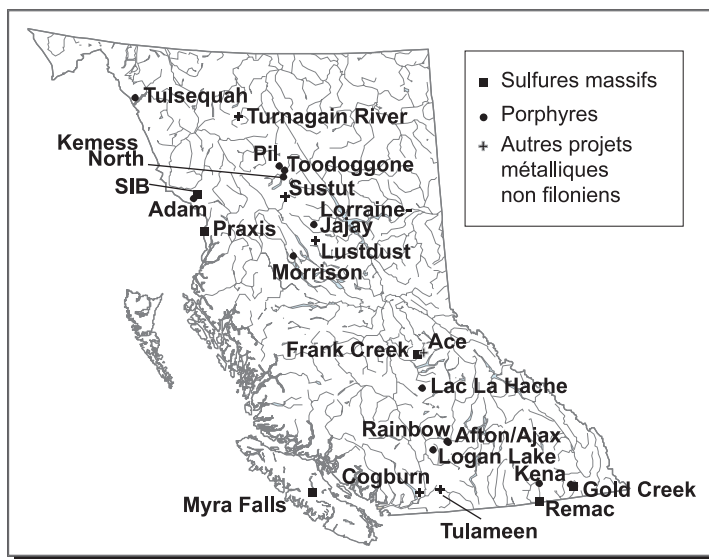 Sulfures massifs
Porphyres
Autres projets
métalliques
non filoniens
Tulsequah
Turnagain River
Kemess
North
Pil
Toodoggone
SIB
Sustut
Adam
Lorraine-
Jajay
Praxis
Lustdust
Morrison
Ace
Frank Creek
Lac La Hache
Rainbow
Afton/Ajax
Logan Lake
Cogburn
Kena
Gold Creek
Myra Falls
Remac
Tulameen